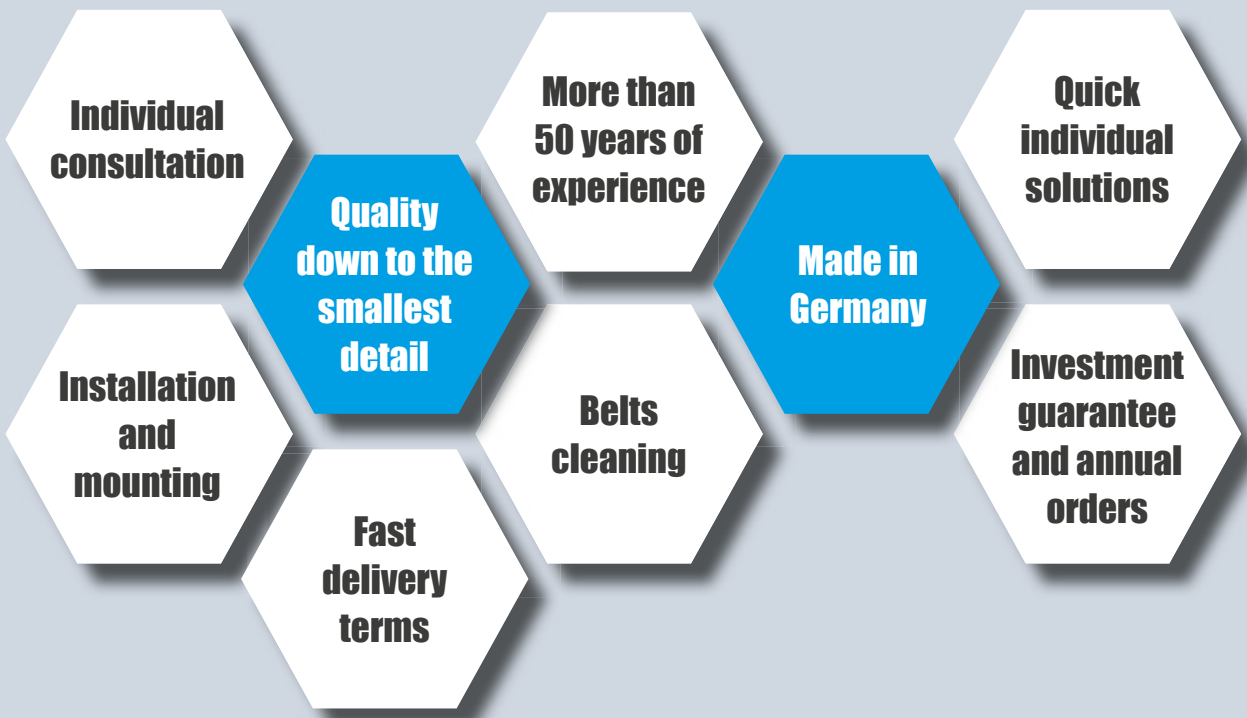 Individual
consultation
Quality
down to the
smallest
detail
More than
50 years of
experience
Made in
Germany
Quick
individual
solutions
Installation
and
mounting
Fast
delivery
terms
Belts
cleaning
Investment
guarantee
and annual
orders